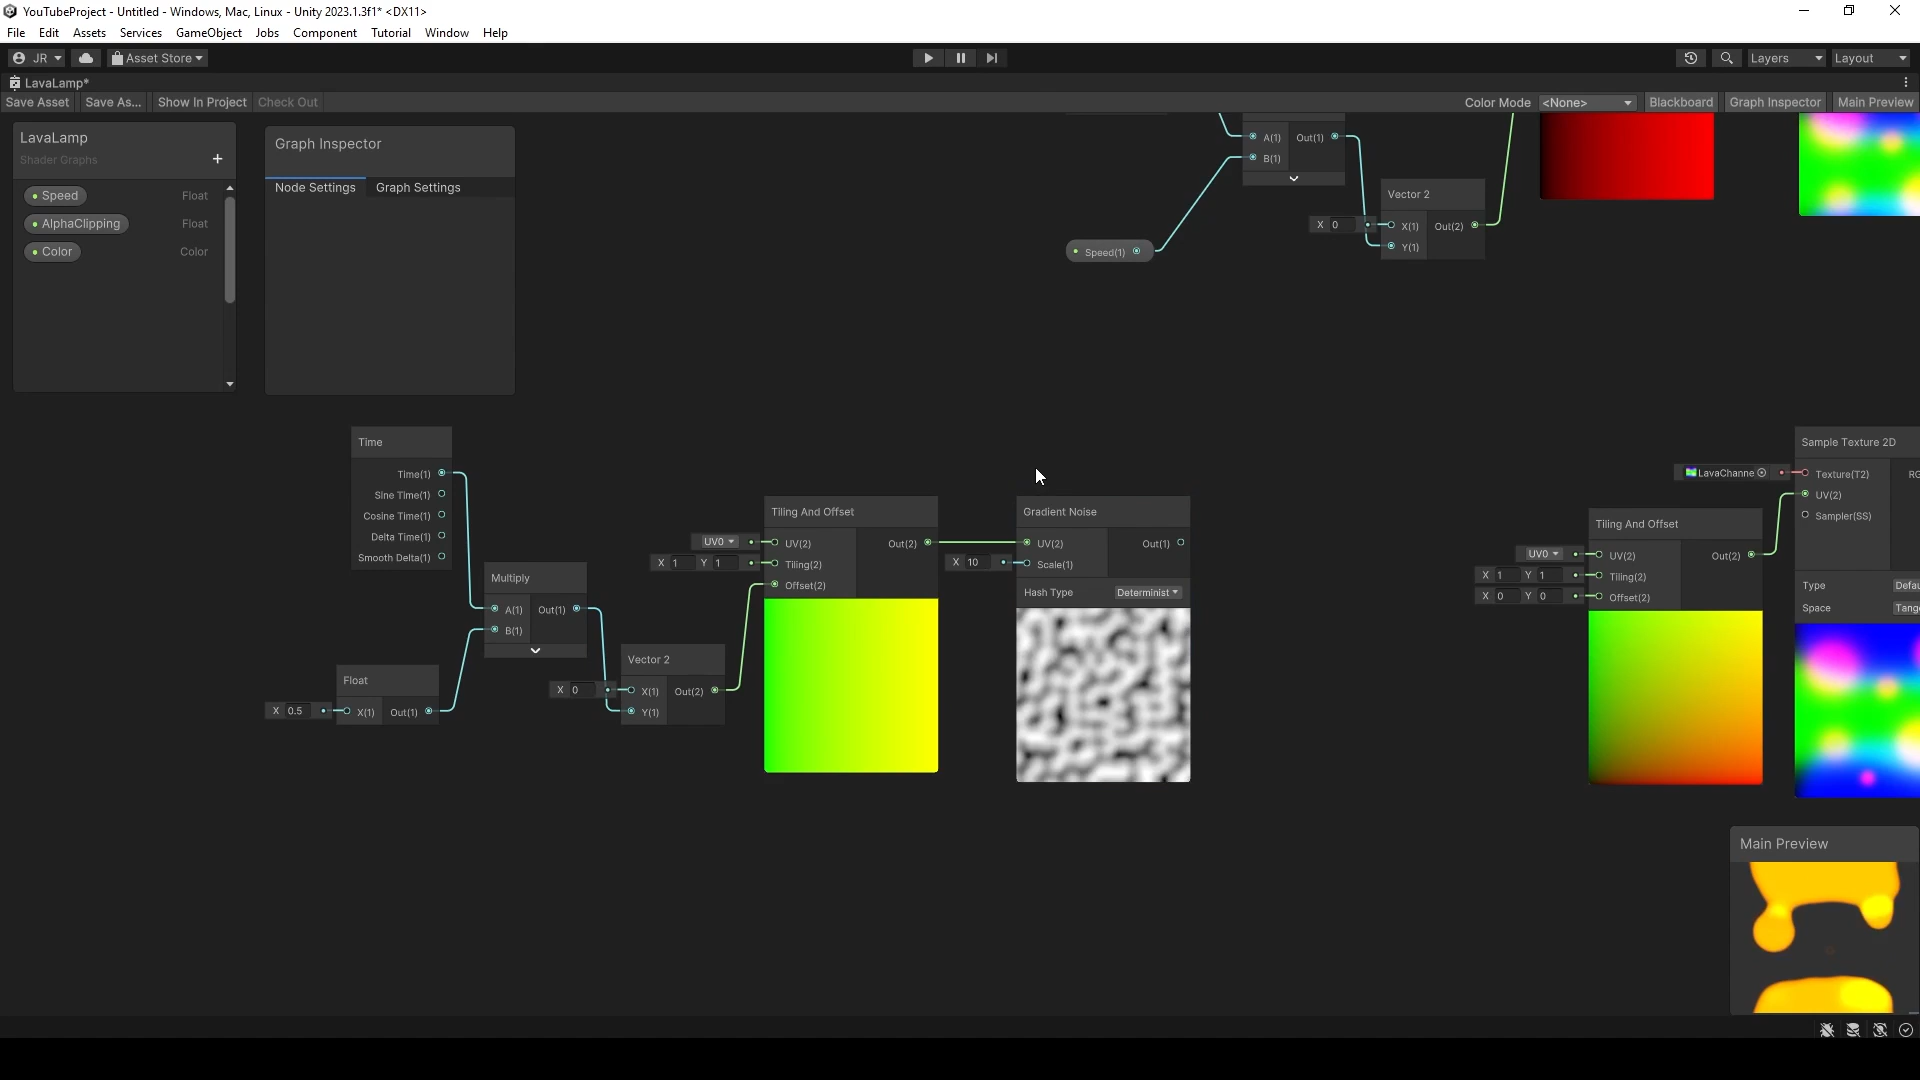 YouTubeProject - Untitled - Windows, Mac, Linux - Unity 2023.1.3f1* <DX11>
File Edit Assets Services GameObject Jobs Component Tutorial Window Help
JR Asset Store Layers Layout
LavaLamp*
Save Asset Save As... Show In Project Check Out Color Mode <None> Blackboard Graph Inspector Main Preview
LavaLamp
Shader Graphs
+
Speed Float
AlphaClipping Float
Color Color
Graph Inspector
Node Settings Graph Settings
A(1) Out(1)
B(1)
Vector 2
X 0 X(1) Out(2)
Y(1)
Speed(1)
Time
Time(1)
Sine Time(1)
Cosine Time(1)
Delta Time(1)
Smooth Delta(1)
Multiply
A(1) Out(1)
B(1)
Float
X 0.5 X(1) Out(1)
Vector 2
X 0 X(1) Out(2)
Y(1)
Tiling And Offset
UV0 UV(2) Out(2)
X 1 Y 1 Tiling(2)
Offset(2)
Gradient Noise
UV(2) Out(1)
X 10 Scale(1)
Hash Type Determinist
Tiling And Offset
UV0 UV(2) Out(2)
X 1 Y 1 Tiling(2)
X 0 Y 0 Offset(2)
Sample Texture 2D
LavaChanne Texture(T2) RG
UV(2)
Sampler(SS)
Type Defau
Space Tange
Main Preview